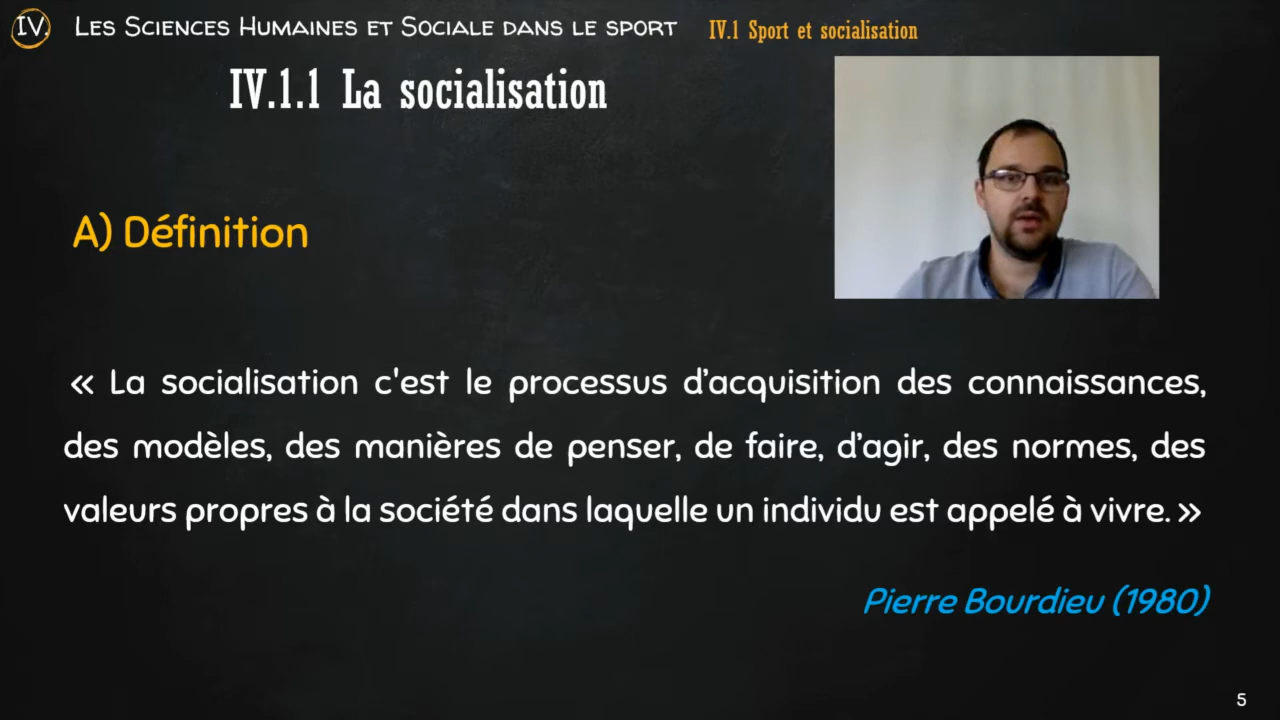 IV. Les Sciences Humaines et Sociale dans le sport IV.1 Sport et socialisation
IV.1.1 La socialisation
A) Définition
« La socialisation c'est le processus d’acquisition des connaissances,
des modèles, des manières de penser, de faire, d’agir, des normes, des
valeurs propres à la société dans laquelle un individu est appelé à vivre. »
Pierre Bourdieu (1980)
5